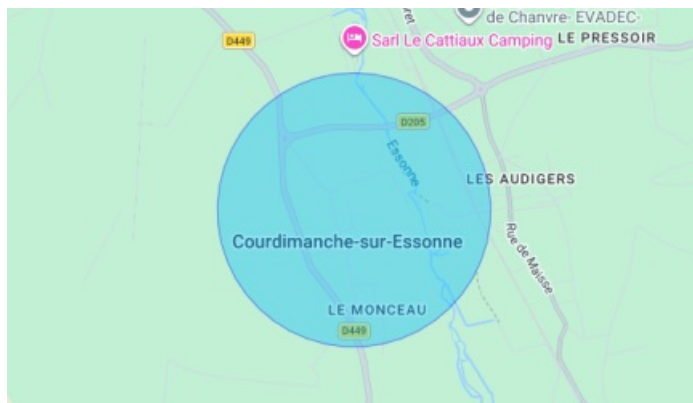 de Chanvre- EVADEC-
Sarl Le Cattiaux Camping
LE PRESSOIR
D449
D205
Essonne
LES AUDIGERS
Rue de Maisse
Courdimanche-sur-Essonne
LE MONCEAU
D449